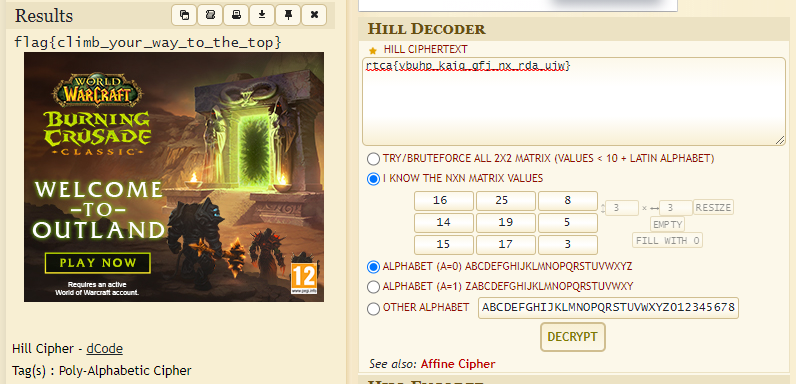 Results
flag{climb_your_way_to_the_top}
WORLD
OF
WARCRAFT
BURNING
CRUSADE
CLASSIC
WELCOME
–TO–
OUTLAND
PLAY NOW
Requires an active
World of Warcraft account.
12
www.pegi.info
Hill Cipher - dCode
Tag(s) : Poly-Alphabetic Cipher
HILL DECODER
HILL CIPHERTEXT
rtca{vbuhp_kaiq_gfj_nx_rda_uiw}
TRY/BRUTEFORCE ALL 2X2 MATRIX (VALUES < 10 + LATIN ALPHABET)
I KNOW THE NXN MATRIX VALUES
16 25 8
14 19 5
15 17 3
3 × 3 RESIZE
EMPTY
FILL WITH 0
ALPHABET (A=0) ABCDEFGHIJKLMNOPQRSTUVWXYZ
ALPHABET (A=1) ZABCDEFGHIJKLMNOPQRSTUVWXY
OTHER ALPHABET ABCDEFGHIJKLMNOPQRSTUVWXYZ012345678
DECRYPT
See also: Affine Cipher